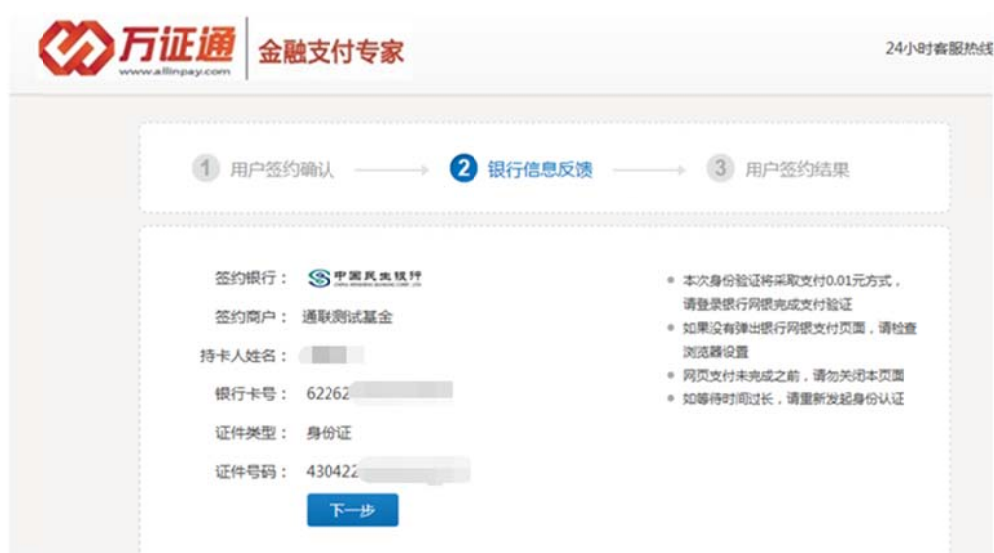 万证通
www.allinpay.com
金融支付专家
24小时客服热线
1 用户签约确认
2 银行信息反馈
3 用户签约结果
签约银行： 中国民生银行
签约商户： 通联测试基金
持卡人姓名：
银行卡号： 62262
证件类型： 身份证
证件号码： 430422
下一步
本次身份验证将采取支付0.01元方式，
请登录银行网银完成支付验证
如果没有弹出银行网银支付页面，请检查
浏览器设置
网页支付未完成之前，请勿关闭本页面
如等待时间过长，请重新发起身份认证